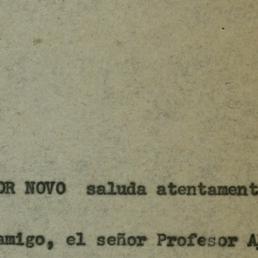 OR NOVO saluda atentament
amigo, el señor Profesor A